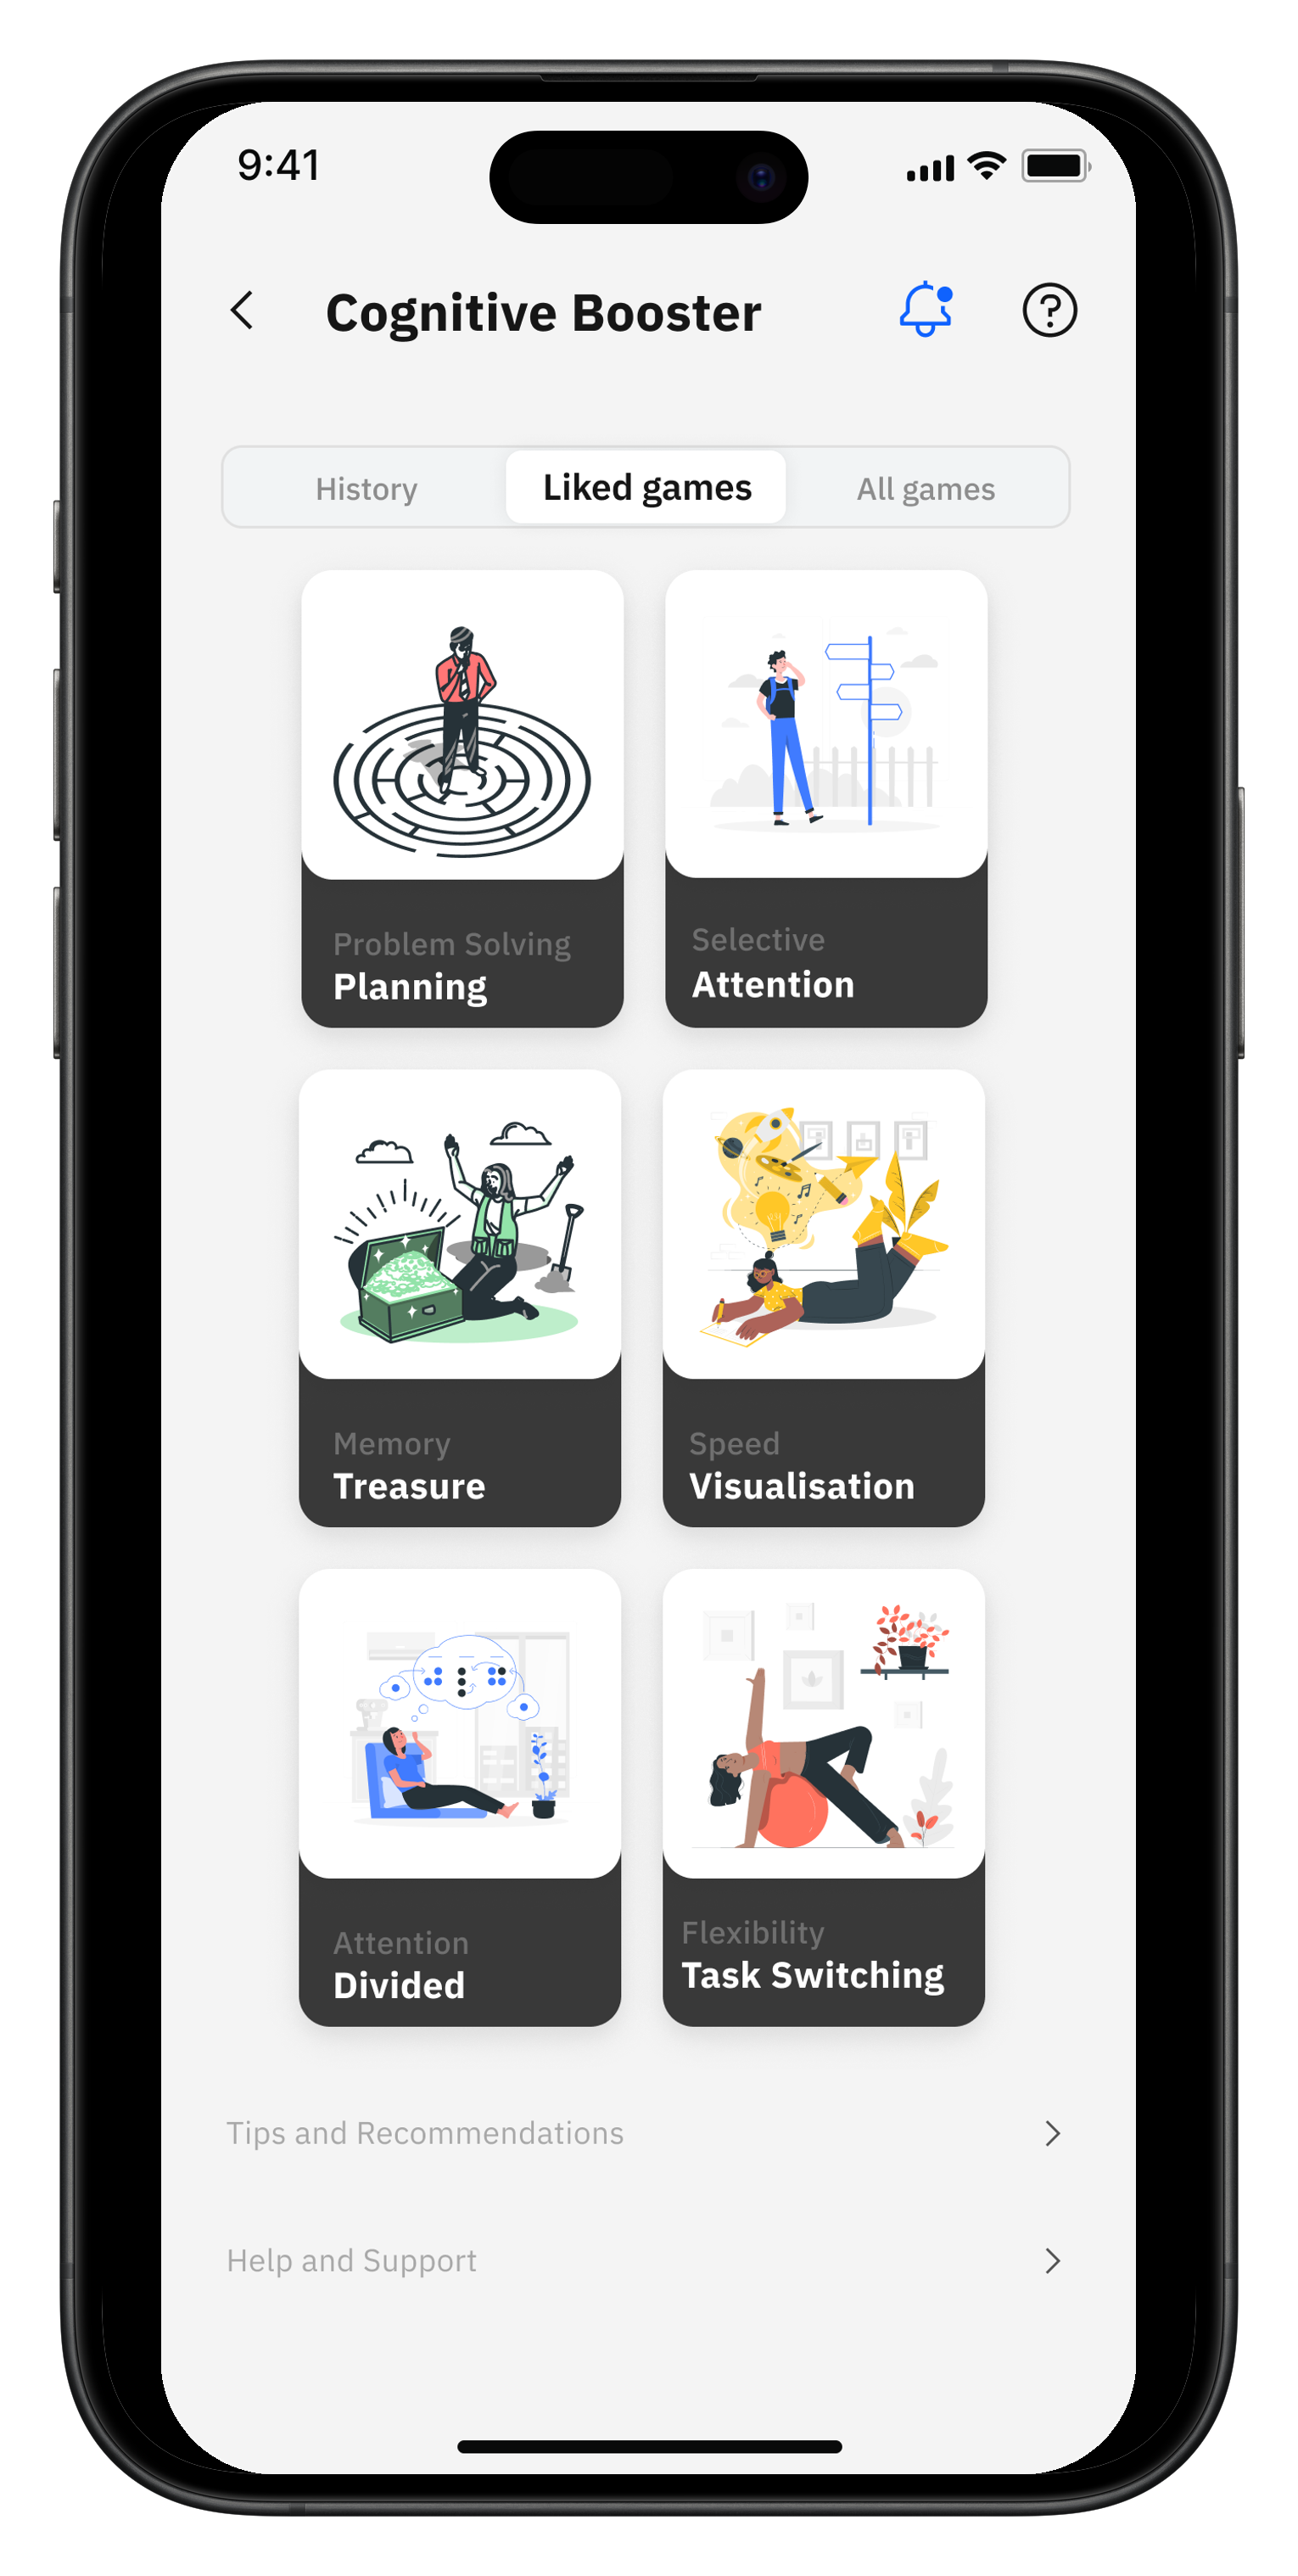 9:41
Cognitive Booster
History
Liked games
All games
Problem Solving
Planning
Selective
Attention
Memory
Treasure
Speed
Visualisation
Attention
Divided
Flexibility
Task Switching
Tips and Recommendations
Help and Support